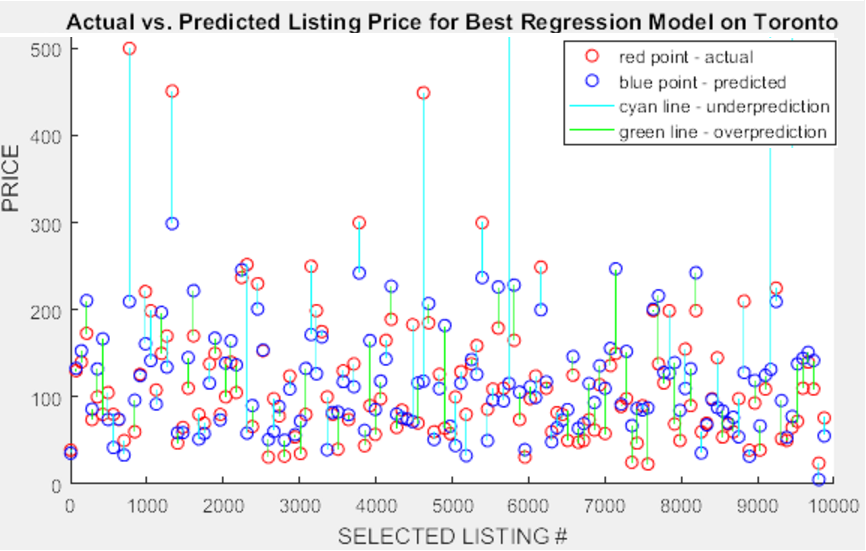 Actual vs. Predicted Listing Price for Best Regression Model on Toronto
500
400
300
200
100
0
PRICE
red point - actual
blue point - predicted
cyan line - underprediction
green line - overprediction
0 1000 2000 3000 4000 5000 6000 7000 8000 9000 10000
SELECTED LISTING #